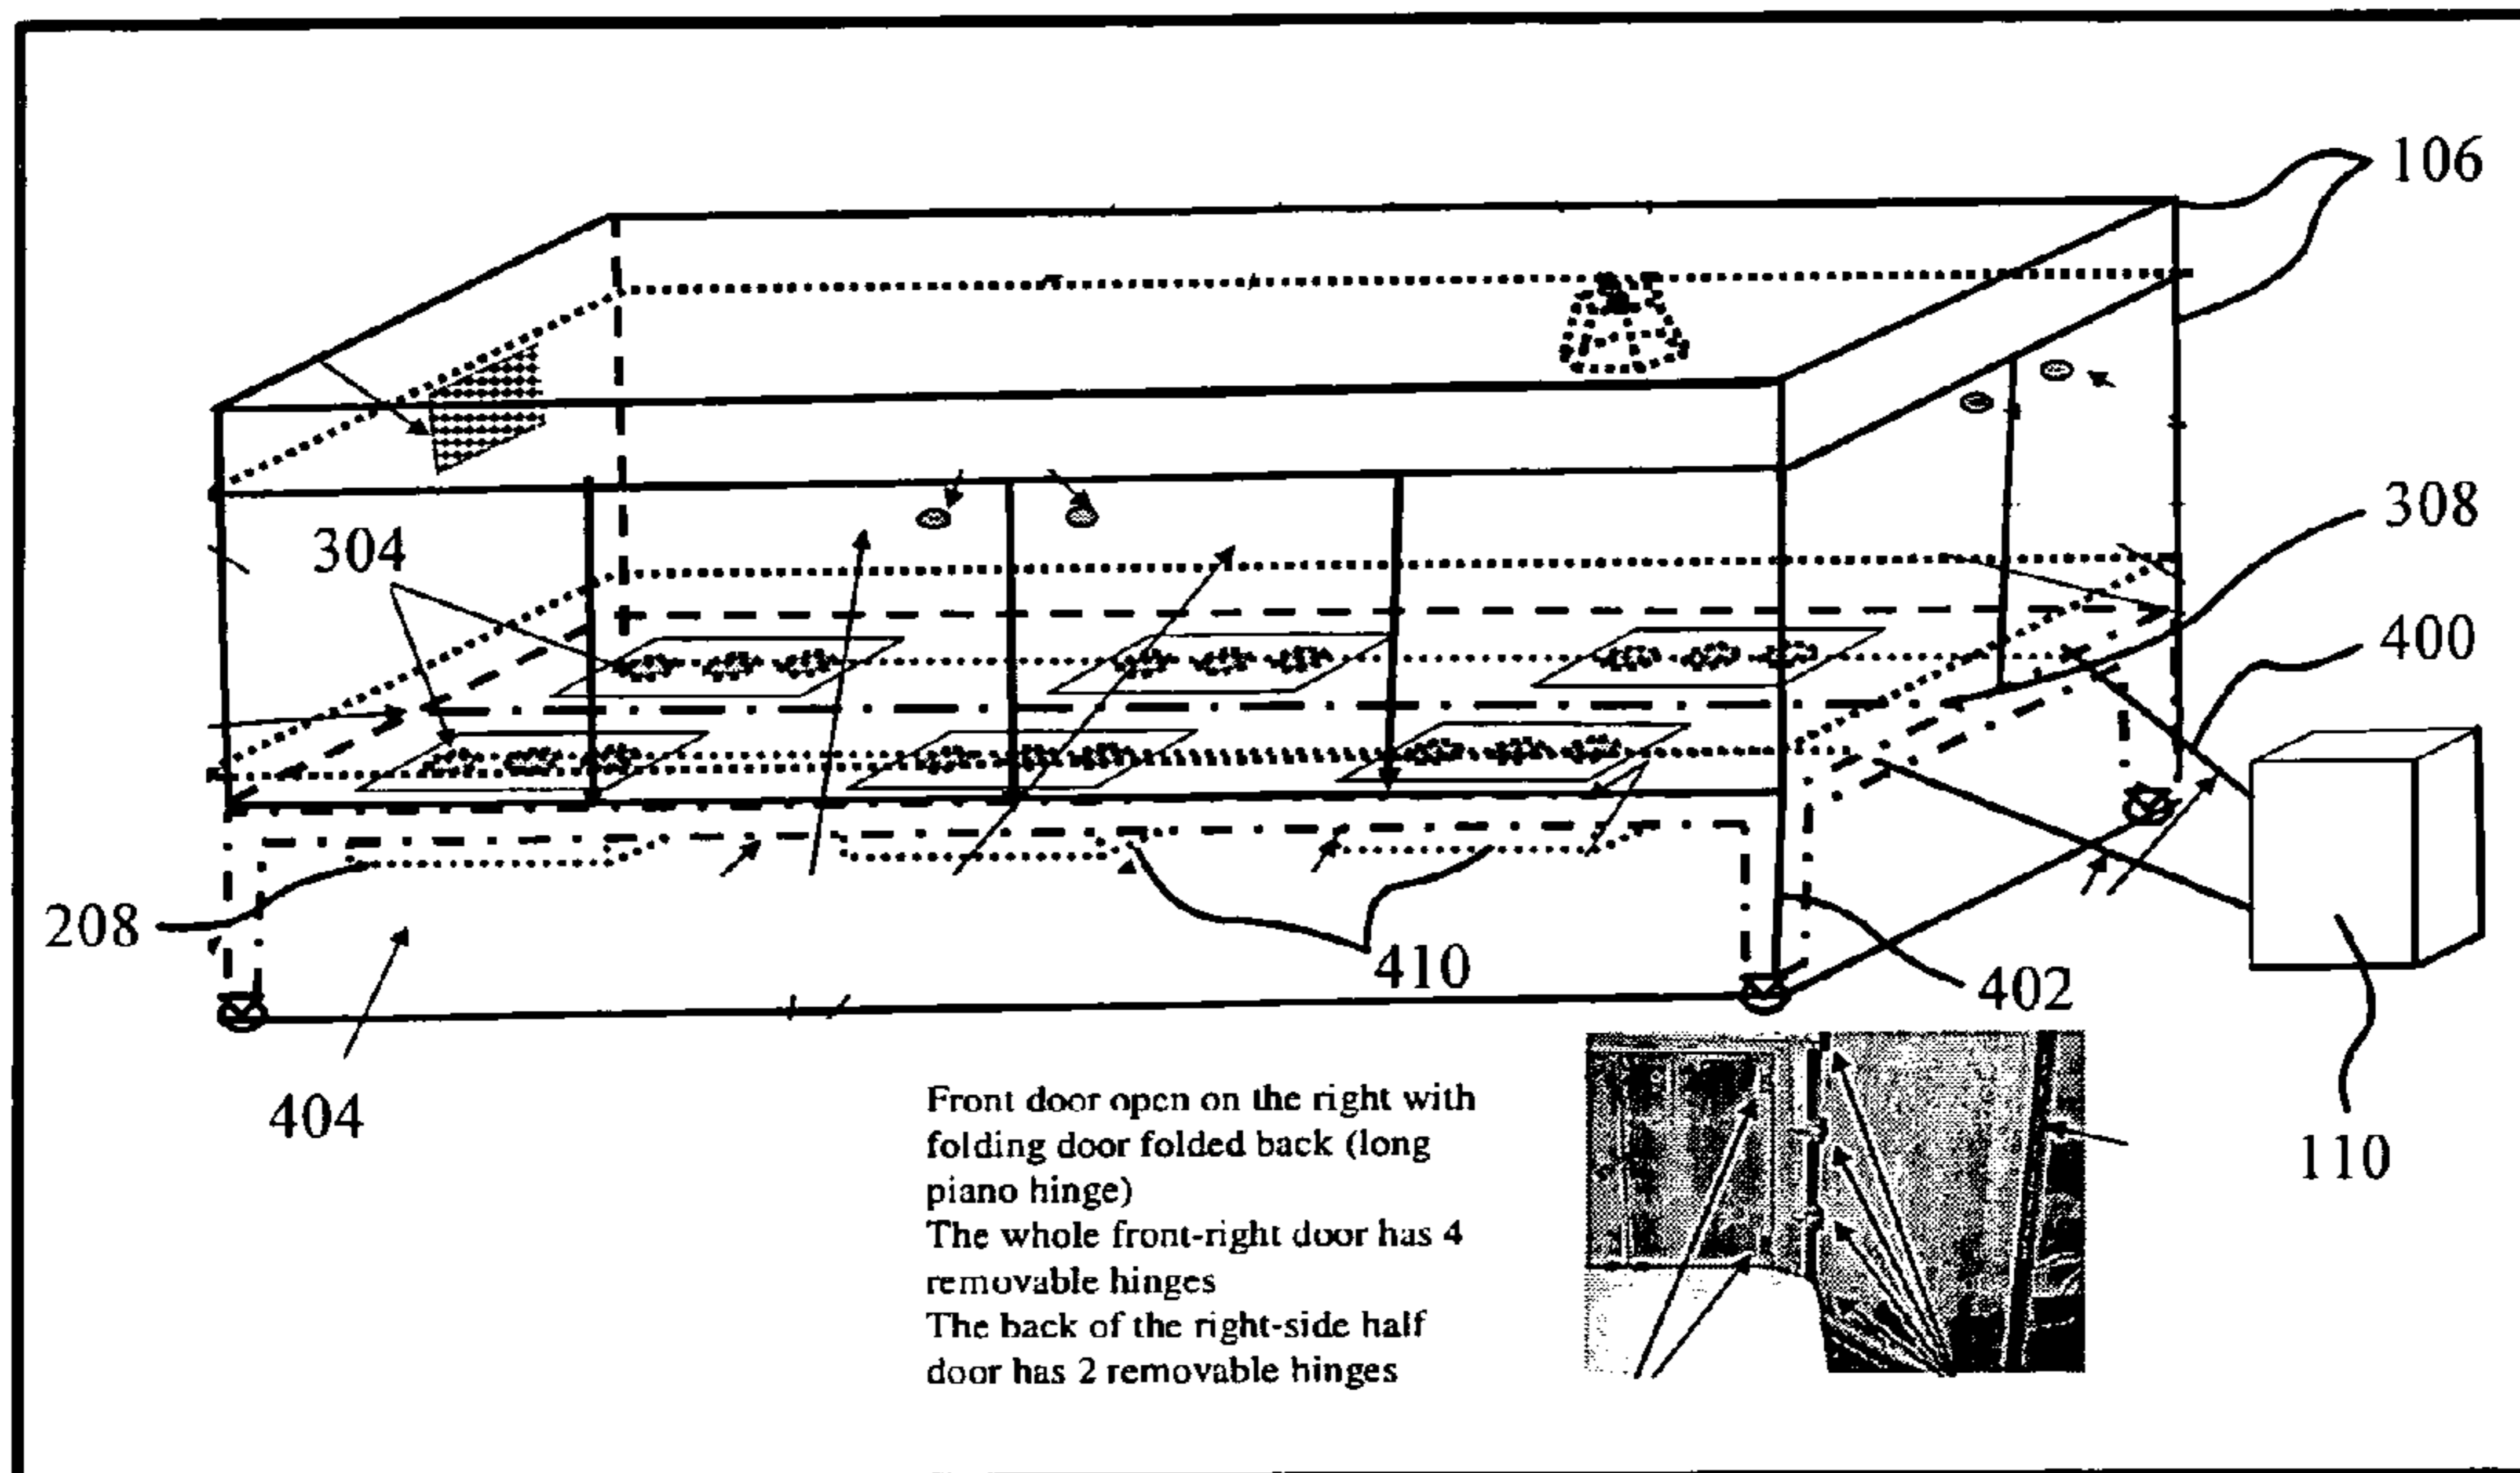 106
308
304
400
208
410
402
404
110
Front door open on the right with
folding door folded back (long
piano hinge)
The whole front-right door has 4
removable hinges
The back of the right-side half
door has 2 removable hinges